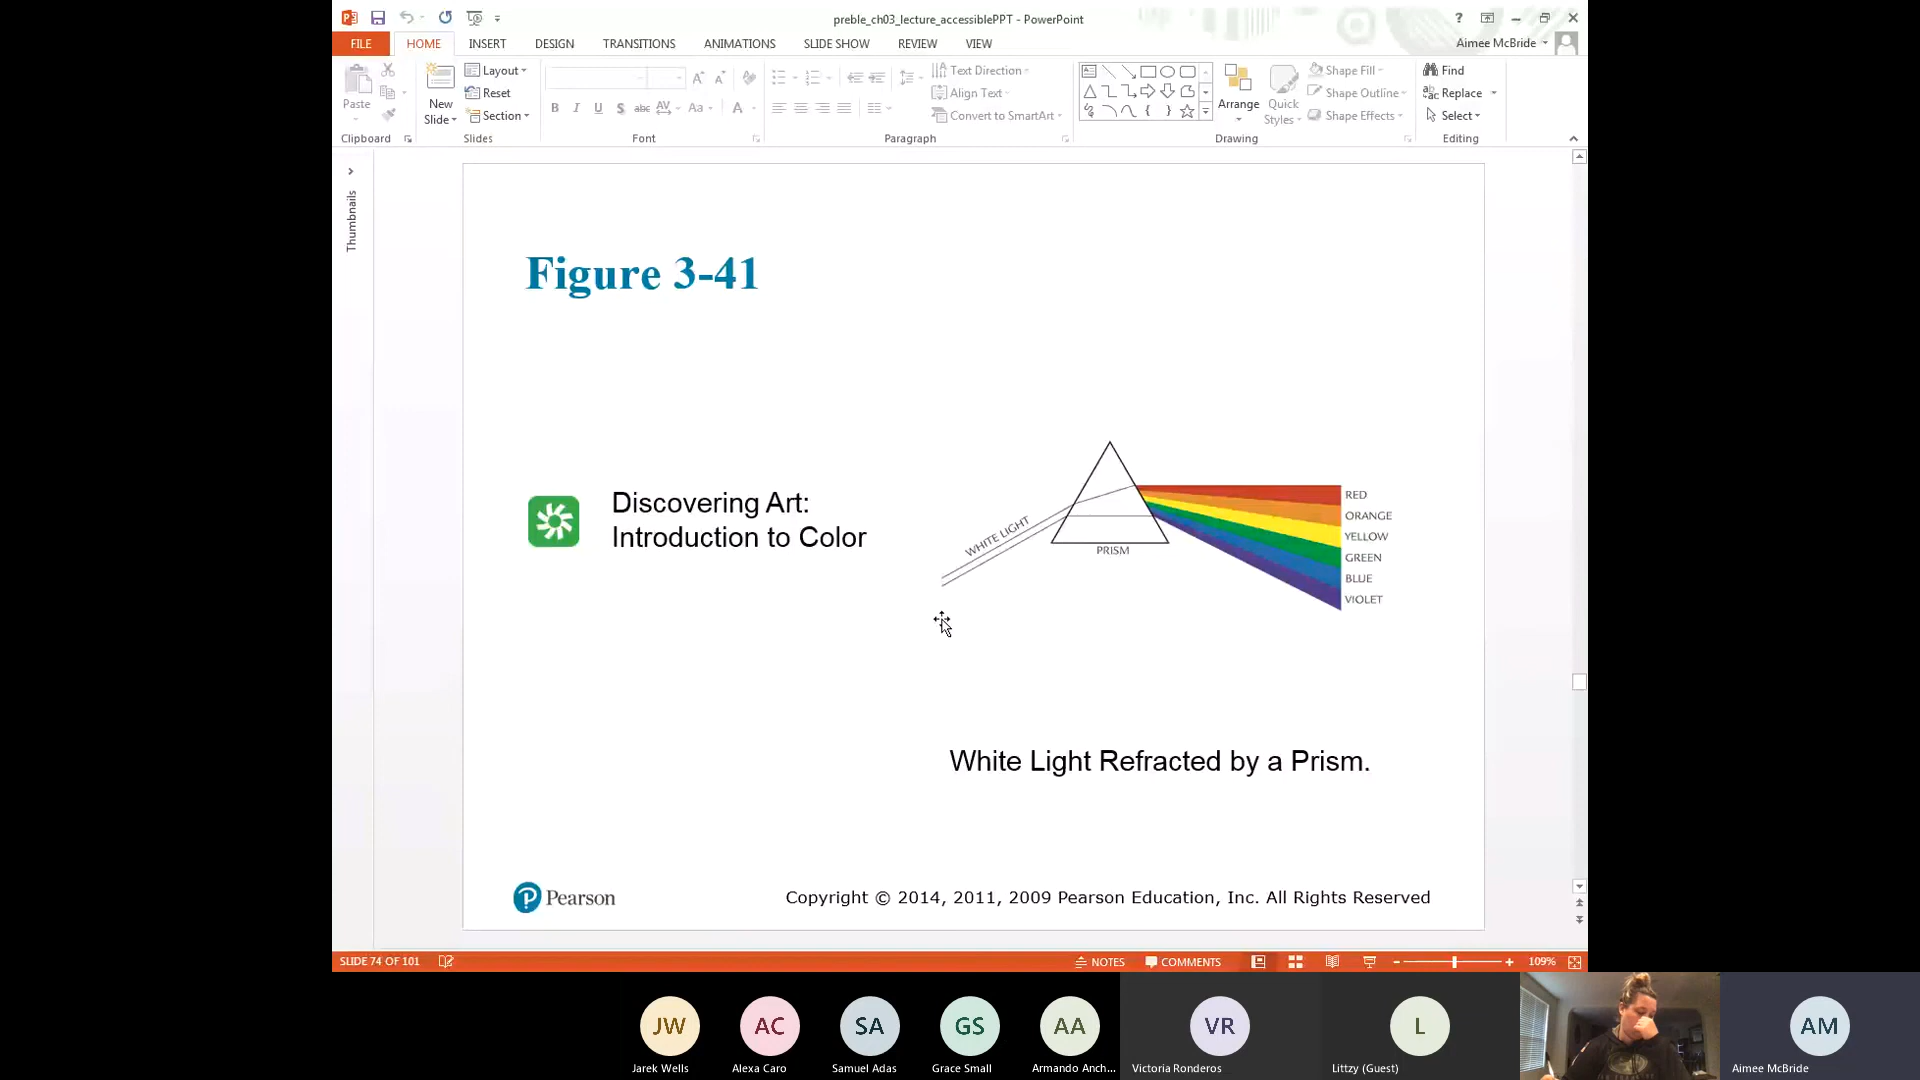 preble_ch03_lecture_accessiblePPT - PowerPoint
?
FILE HOME INSERT DESIGN TRANSITIONS ANIMATIONS SLIDE SHOW REVIEW VIEW
Aimee McBride
Paste
Clipboard
New
Slide
Layout
Reset
Section
Slides
B I U S abc AV Aa A
Font
Text Direction
Align Text
Convert to SmartArt
Paragraph
Arrange
Quick
Styles
Shape Fill
Shape Outline
Shape Effects
Drawing
Find
Replace
Select
Editing
Thumbnails
Figure 3-41
Discovering Art:
Introduction to Color
WHITE LIGHT
PRISM
RED
ORANGE
YELLOW
GREEN
BLUE
VIOLET
White Light Refracted by a Prism.
Pearson
Copyright © 2014, 2011, 2009 Pearson Education, Inc. All Rights Reserved
SLIDE 74 OF 101
NOTES
COMMENTS
109%
JW
AC
SA
GS
AA
VR
L
AM
Jarek Wells
Alexa Caro
Samuel Adas
Grace Small
Armando Anch...
Victoria Ronderos
Littzy (Guest)
Aimee McBride